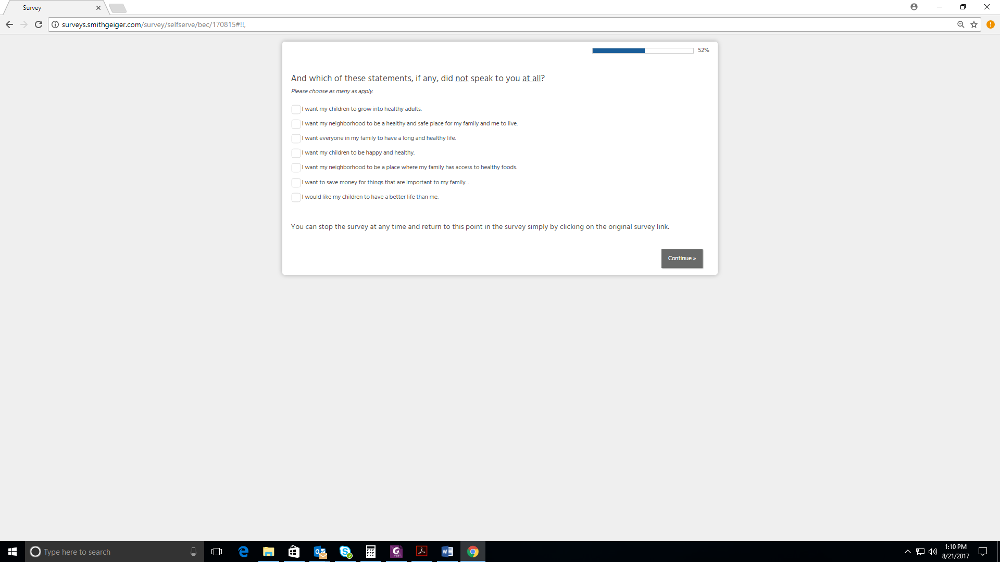 Survey
surveys.smithgeiger.com/survey/selfserve/bec/170815#!!,
52%
And which of these statements, if any, did not speak to you at all?
Please choose as many as apply.
I want my children to grow into healthy adults.
I want my neighborhood to be a healthy and safe place for my family and me to live.
I want everyone in my family to have a long and healthy life.
I want my children to be happy and healthy.
I want my neighborhood to be a place where my family has access to healthy foods.
I want to save money for things that are important to my family. .
I would like my children to have a better life than me.
You can stop the survey at any time and return to this point in the survey simply by clicking on the original survey link.
Continue »
Type here to search
1:10 PM
8/21/2017